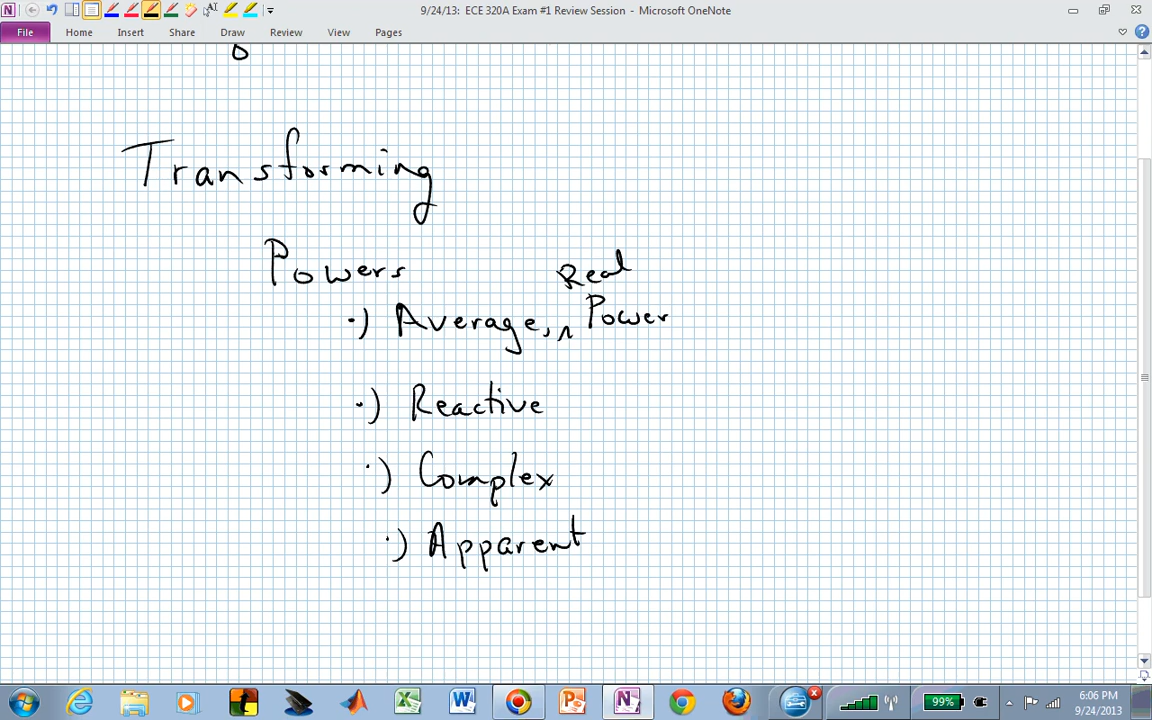 9/24/13: ECE 320A Exam #1 Review Session - Microsoft OneNote
File Home Insert Share Draw Review View Pages
Transforming
Powers
Real
·) Average, ^ Power
·) Reactive
·) Complex
·) Apparent
99%
6:06 PM
9/24/2013